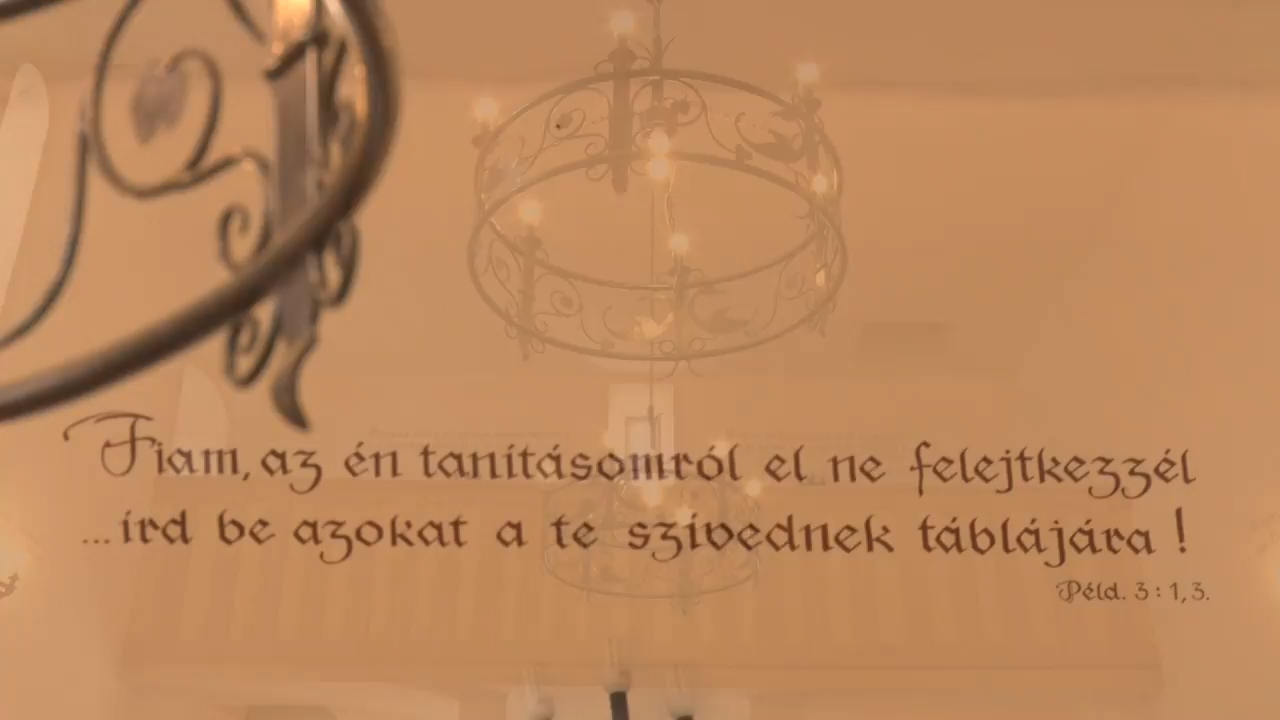 Fiam, az én tanításomról el ne felejtkezzél
...írd be azokat a te szívednek táblájára!
Péld. 3:1,3.